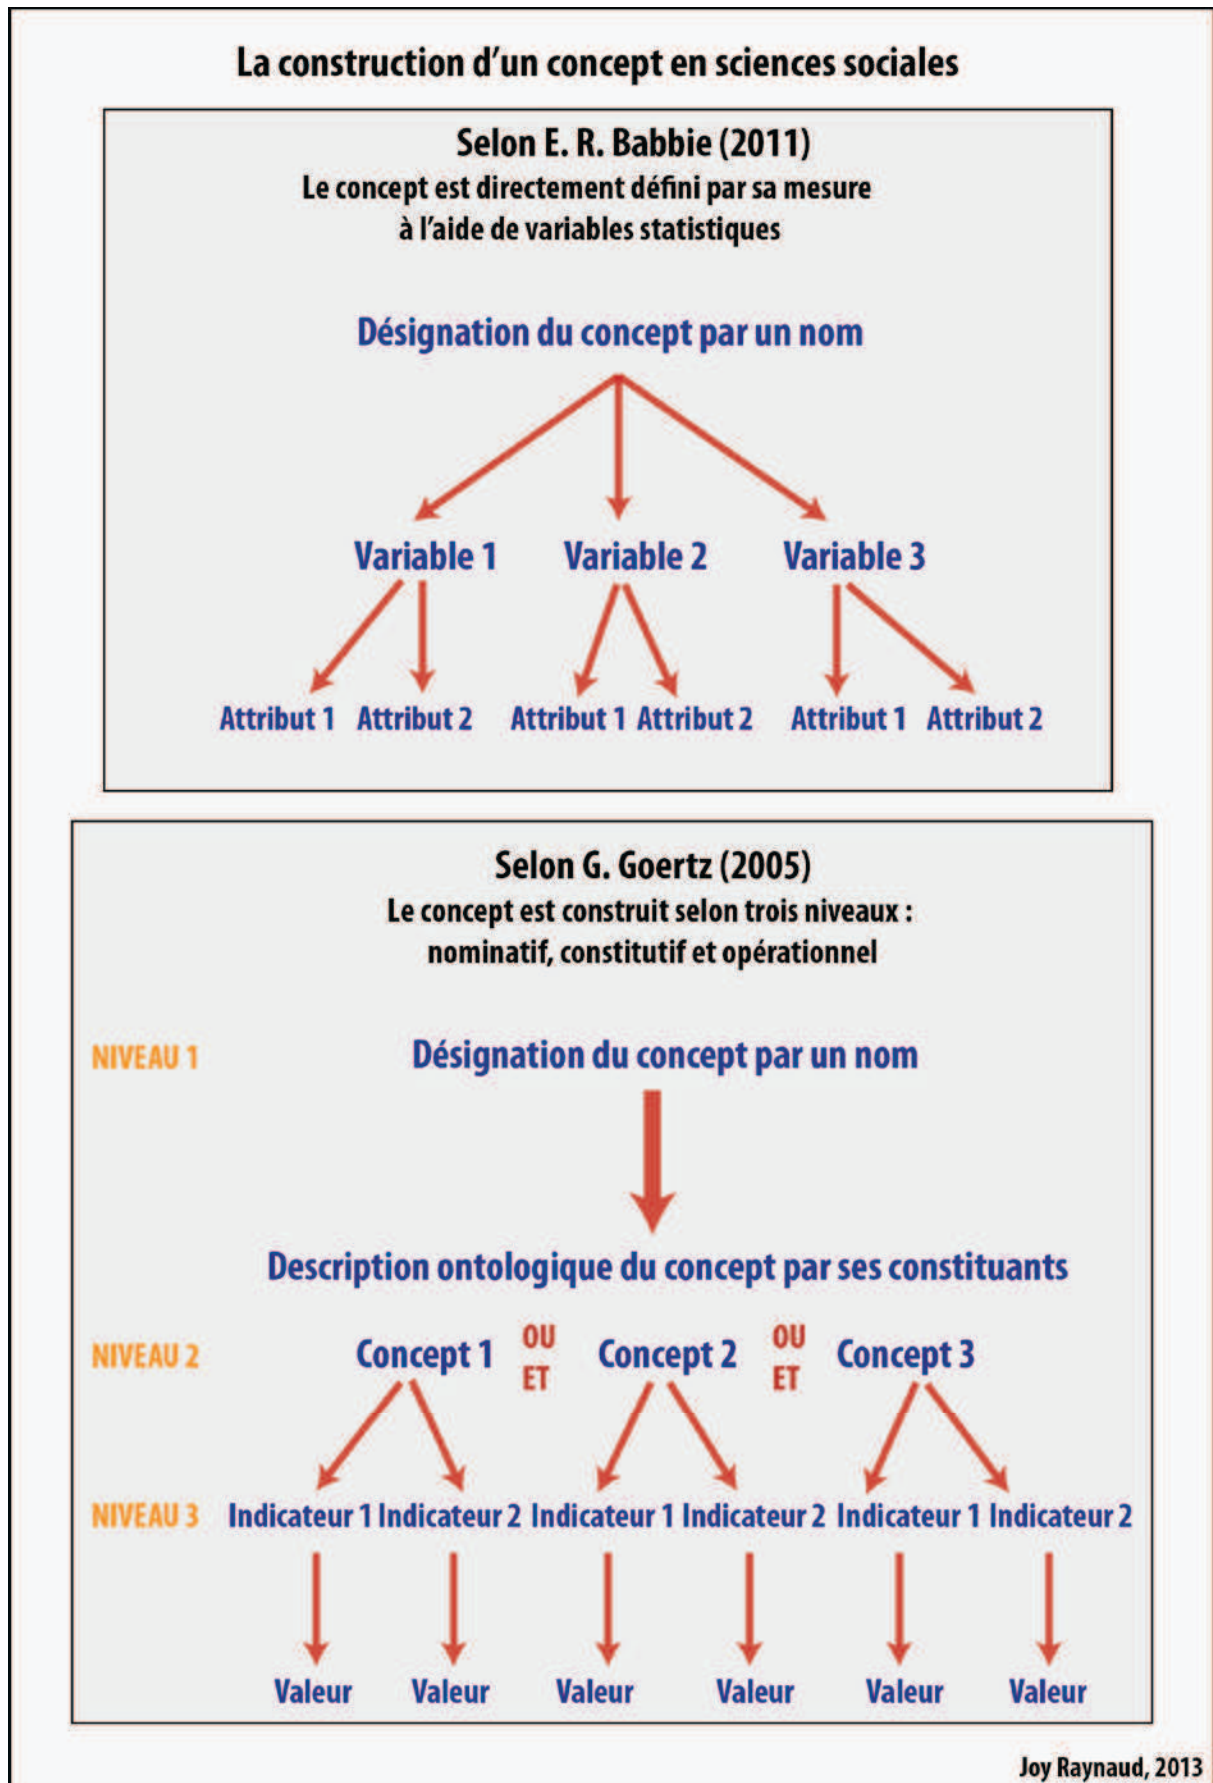 La construction d'un concept en sciences sociales
Selon E. R. Babbie (2011)
Le concept est directement défini par sa mesure
à l'aide de variables statistiques
Désignation du concept par un nom
Variable 1 Variable 2 Variable 3
Attribut 1 Attribut 2 Attribut 1 Attribut 2 Attribut 1 Attribut 2
Selon G. Goertz (2005)
Le concept est construit selon trois niveaux :
nominatif, constitutif et opérationnel
NIVEAU 1 Désignation du concept par un nom
Description ontologique du concept par ses constituants
NIVEAU 2 Concept 1 OU ET Concept 2 OU ET Concept 3
NIVEAU 3 Indicateur 1 Indicateur 2 Indicateur 1 Indicateur 2 Indicateur 1 Indicateur 2
Valeur Valeur Valeur Valeur Valeur Valeur
Joy Raynaud, 2013